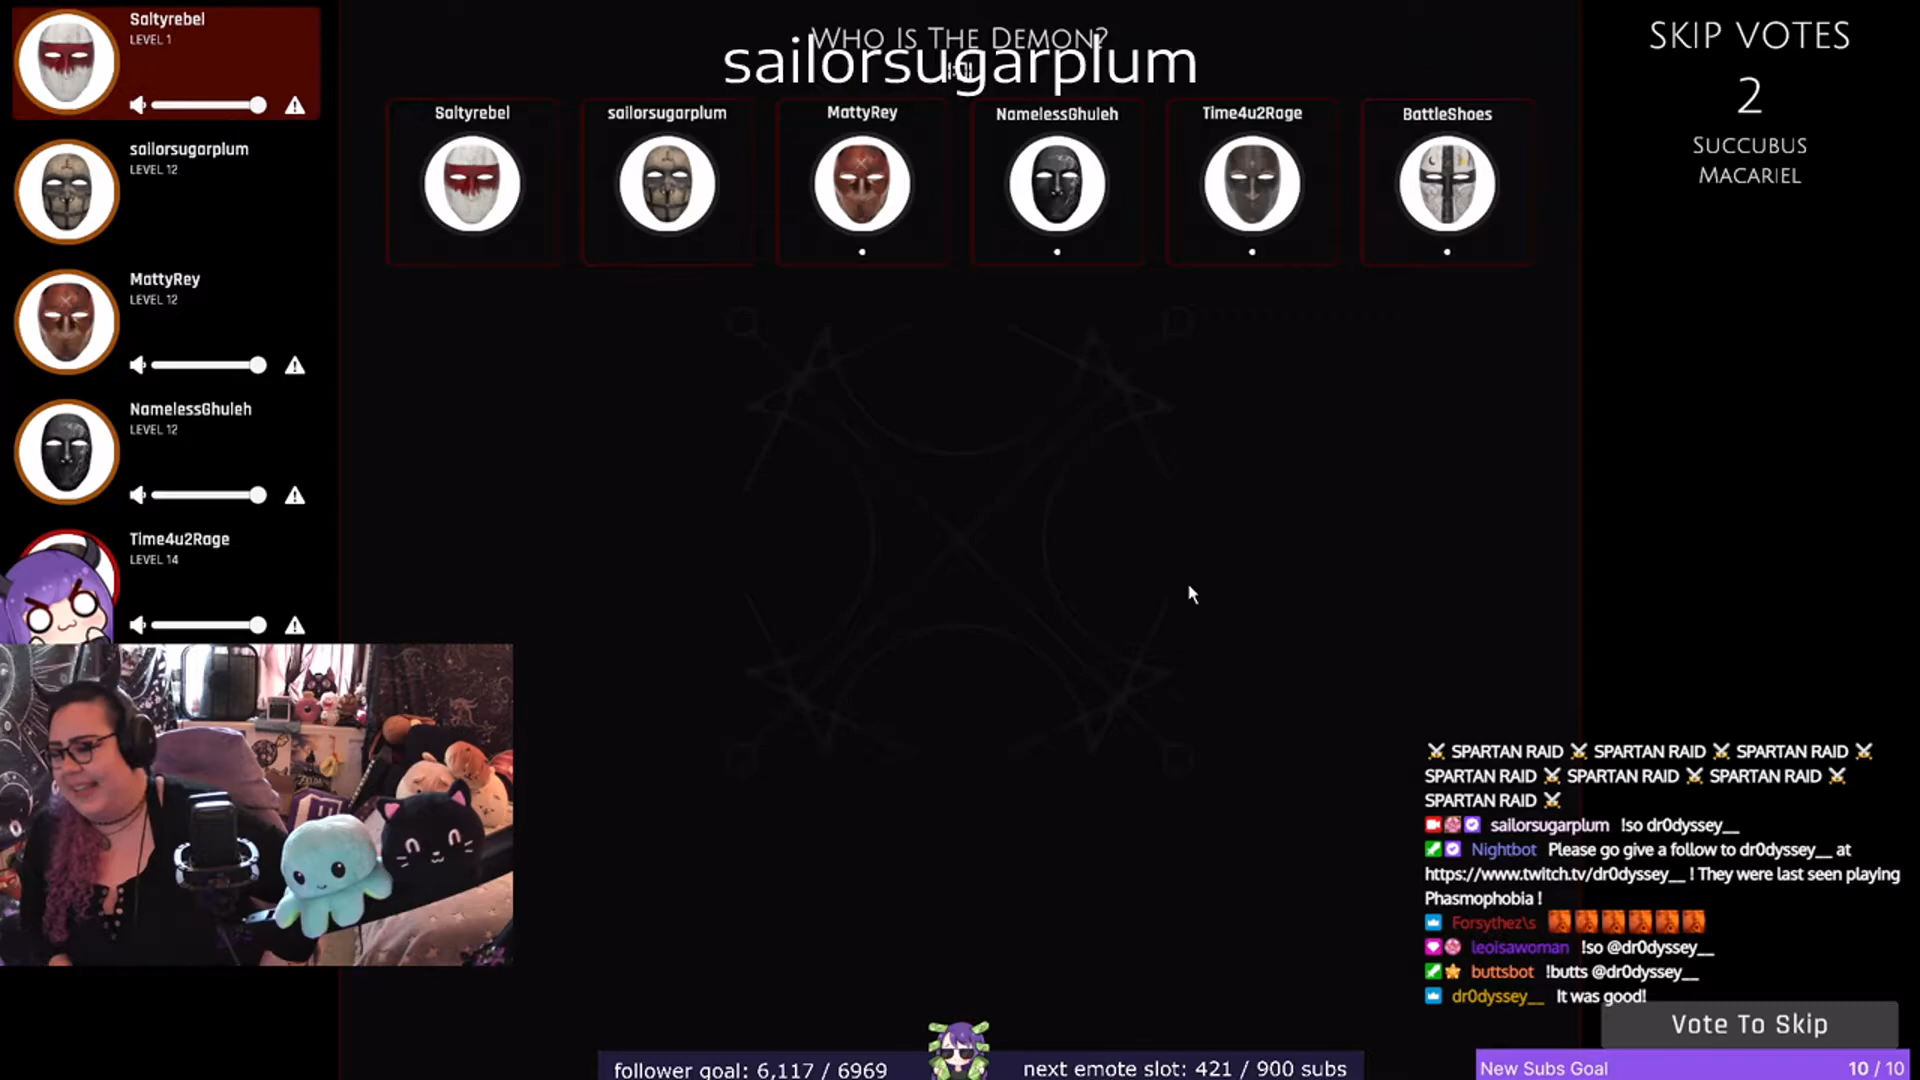 Saltyrebel
LEVEL 1
sailorsugarplum
LEVEL 12
MattyRey
LEVEL 12
NamelessGhuleh
LEVEL 12
Time4u2Rage
LEVEL 14
WHO IS THE DEMON?
sailorsugarplum
Saltyrebel
sailorsugarplum
MattyRey
NamelessGhuleh
Time4u2Rage
BattleShoes
SKIP VOTES
2
SUCCUBUS
MACARIEL
SPARTAN RAID SPARTAN RAID SPARTAN RAID
SPARTAN RAID SPARTAN RAID SPARTAN RAID
SPARTAN RAID
sailorsugarplum !so dr0dyssey__
Nightbot Please go give a follow to dr0dyssey__ at
https://www.twitch.tv/dr0dyssey__ ! They were last seen playing
Phasmophobia !
Forsythez\s
leoisawoman !so @dr0dyssey__
buttsbot !butts @dr0dyssey__
dr0dyssey__ It was good!
Vote To Skip
follower goal: 6,117 / 6969
next emote slot: 421 / 900 subs
New Subs Goal 10 / 10